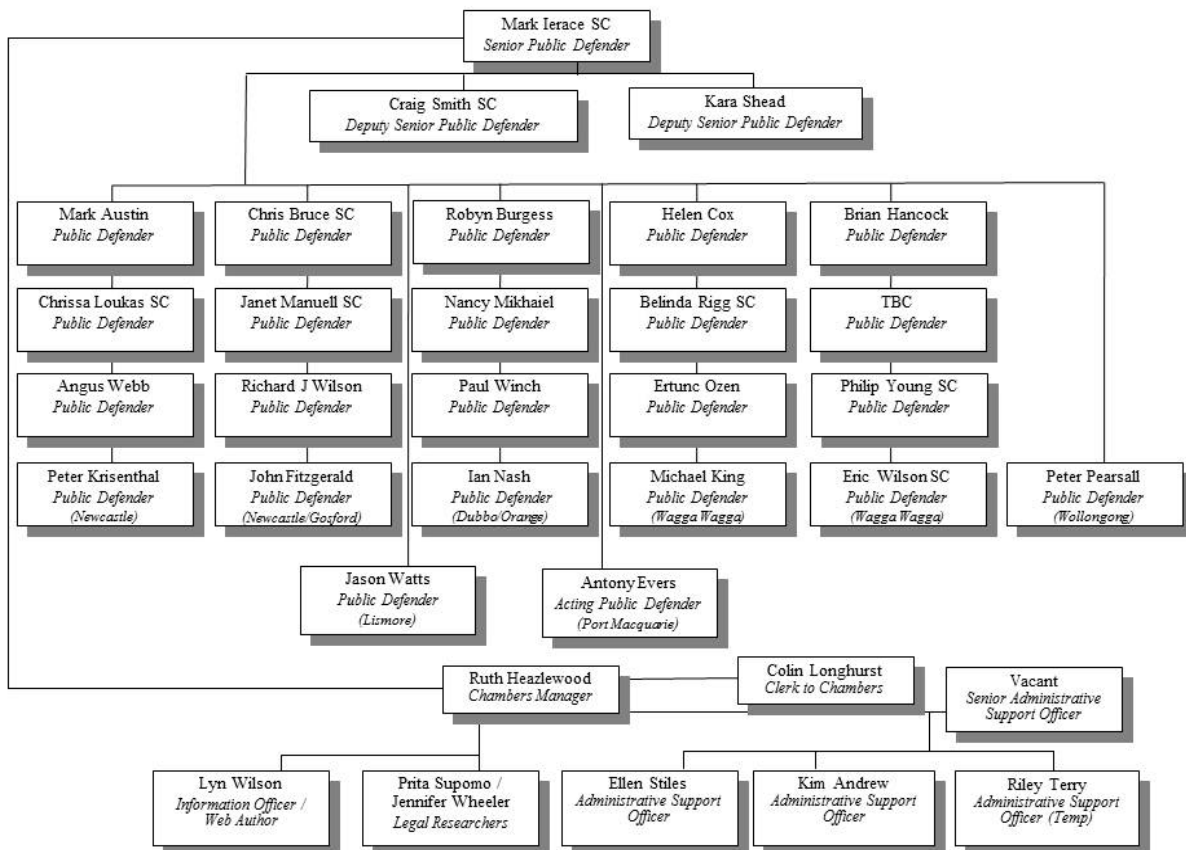 Mark Ierace SC
Senior Public Defender
Craig Smith SC
Deputy Senior Public Defender
Kara Shead
Deputy Senior Public Defender
Mark Austin
Public Defender
Chris Bruce SC
Public Defender
Robyn Burgess
Public Defender
Helen Cox
Public Defender
Brian Hancock
Public Defender
Chrissa Loukas SC
Public Defender
Janet Manuell SC
Public Defender
Nancy Mikhaiel
Public Defender
Belinda Rigg SC
Public Defender
TBC
Public Defender
Angus Webb
Public Defender
Richard J Wilson
Public Defender
Paul Winch
Public Defender
Ertunc Ozen
Public Defender
Philip Young SC
Public Defender
Peter Krisenthal
Public Defender
(Newcastle)
John Fitzgerald
Public Defender
(Newcastle/Gosford)
Ian Nash
Public Defender
(Dubbo/Orange)
Michael King
Public Defender
(Wagga Wagga)
Eric Wilson SC
Public Defender
(Wagga Wagga)
Peter Pearsall
Public Defender
(Wollongong)
Jason Watts
Public Defender
(Lismore)
Antony Evers
Acting Public Defender
(Port Macquarie)
Ruth Heazlewood
Chambers Manager
Colin Longhurst
Clerk to Chambers
Vacant
Senior Administrative
Support Officer
Lyn Wilson
Information Officer /
Web Author
Prita Supomo /
Jennifer Wheeler
Legal Researchers
Ellen Stiles
Administrative Support
Officer
Kim Andrew
Administrative Support
Officer
Riley Terry
Administrative Support
Officer (Temp)